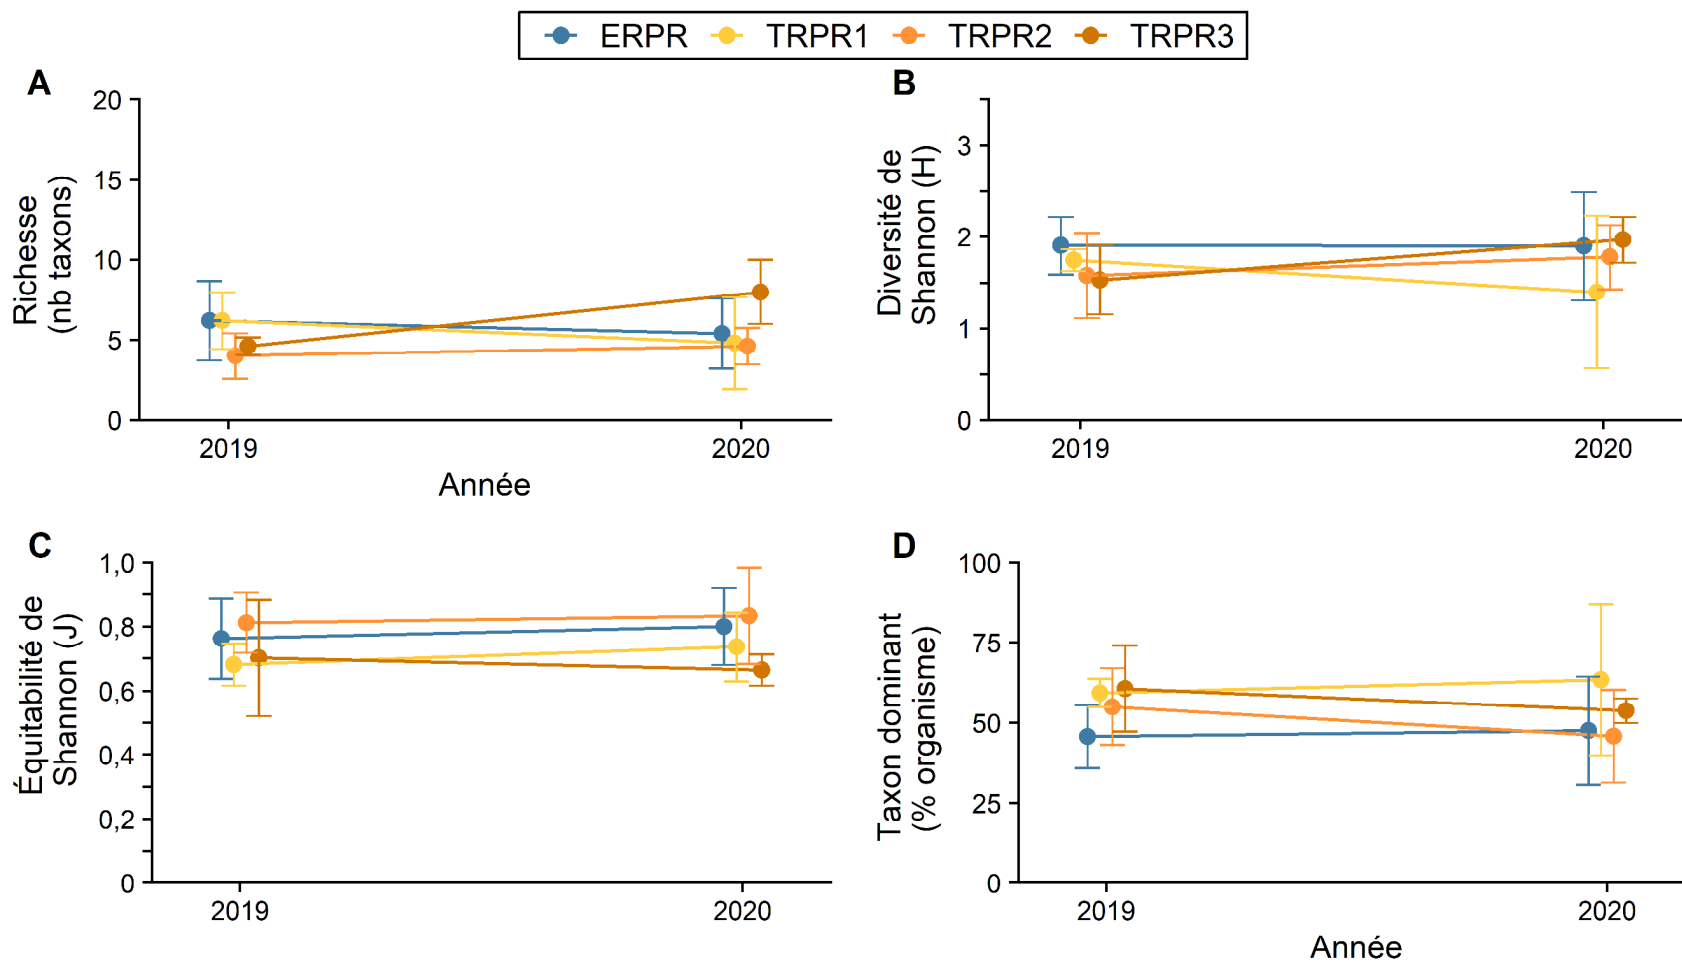 ERPR TRPR1 TRPR2 TRPR3
A
20
15
10
5
0
Richesse
(nb taxons)
2019 2020
Année
B
3
2
1
0
Diversité de
Shannon (H)
2019 2020
C
1,0
0,8
0,6
0,4
0,2
0
Équitabilité de
Shannon (J)
2019 2020
D
100
75
50
25
0
Taxon dominant
(% organisme)
2019 2020
Année